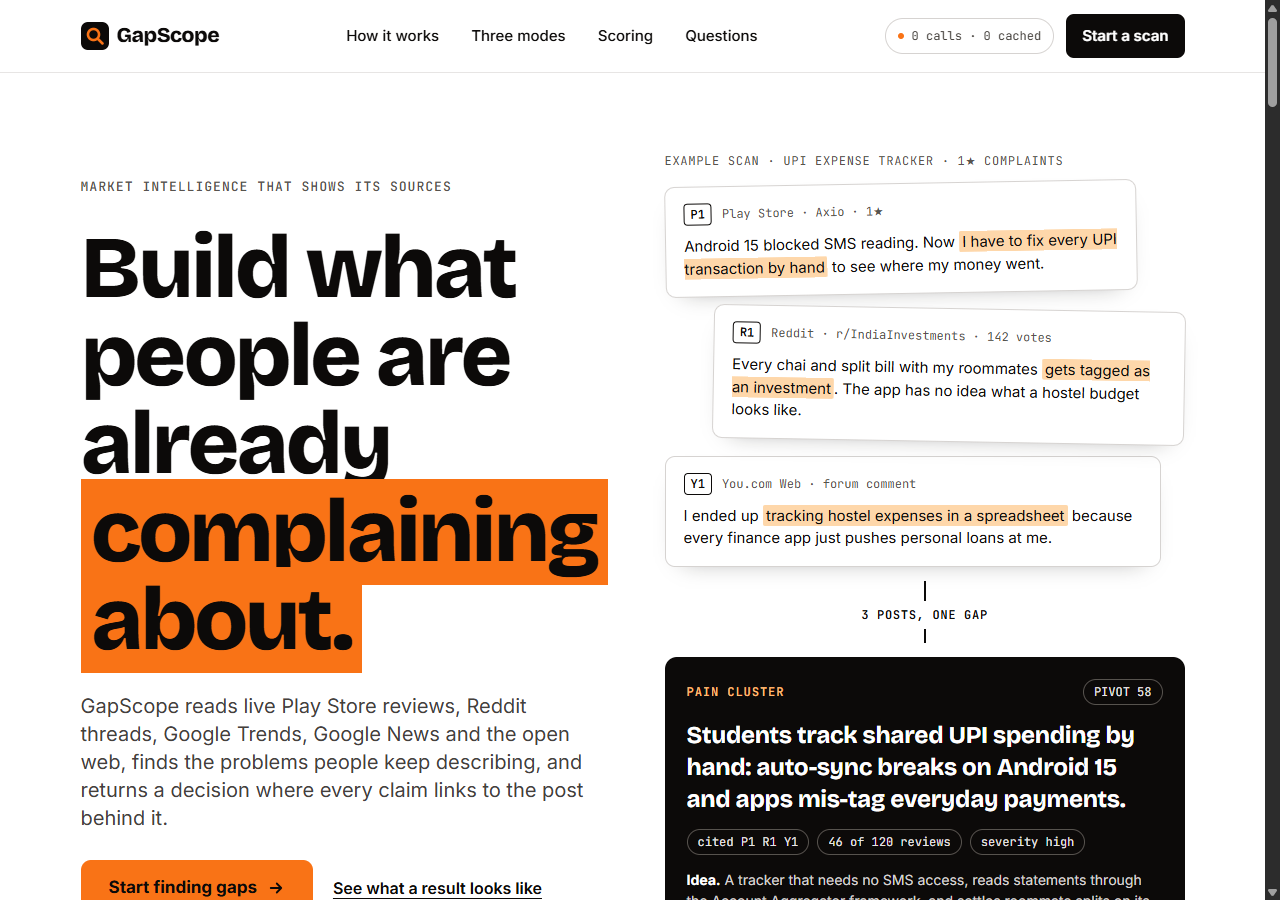 GapScope
How it works
Three modes
Scoring
Questions
0 calls · 0 cached
Start a scan
MARKET INTELLIGENCE THAT SHOWS ITS SOURCES
Build what
people are
already
complaining
about.
GapScope reads live Play Store reviews, Reddit
threads, Google Trends, Google News and the open
web, finds the problems people keep describing, and
returns a decision where every claim links to the post
behind it.
Start finding gaps →
See what a result looks like
EXAMPLE SCAN · UPI EXPENSE TRACKER · 1★ COMPLAINTS
P1 Play Store · Axio · 1★
Android 15 blocked SMS reading. Now I have to fix every UPI
transaction by hand to see where my money went.
R1 Reddit · r/IndiaInvestments · 142 votes
Every chai and split bill with my roommates gets tagged as
an investment. The app has no idea what a hostel budget
looks like.
Y1 You.com Web · forum comment
I ended up tracking hostel expenses in a spreadsheet because
every finance app just pushes personal loans at me.
3 POSTS, ONE GAP
PAIN CLUSTER
PIVOT 58
Students track shared UPI spending by
hand: auto-sync breaks on Android 15
and apps mis-tag everyday payments.
cited P1 R1 Y1
46 of 120 reviews
severity high
Idea. A tracker that needs no SMS access, reads statements through
the Account Aggregator framework, and settles roommate splits on its